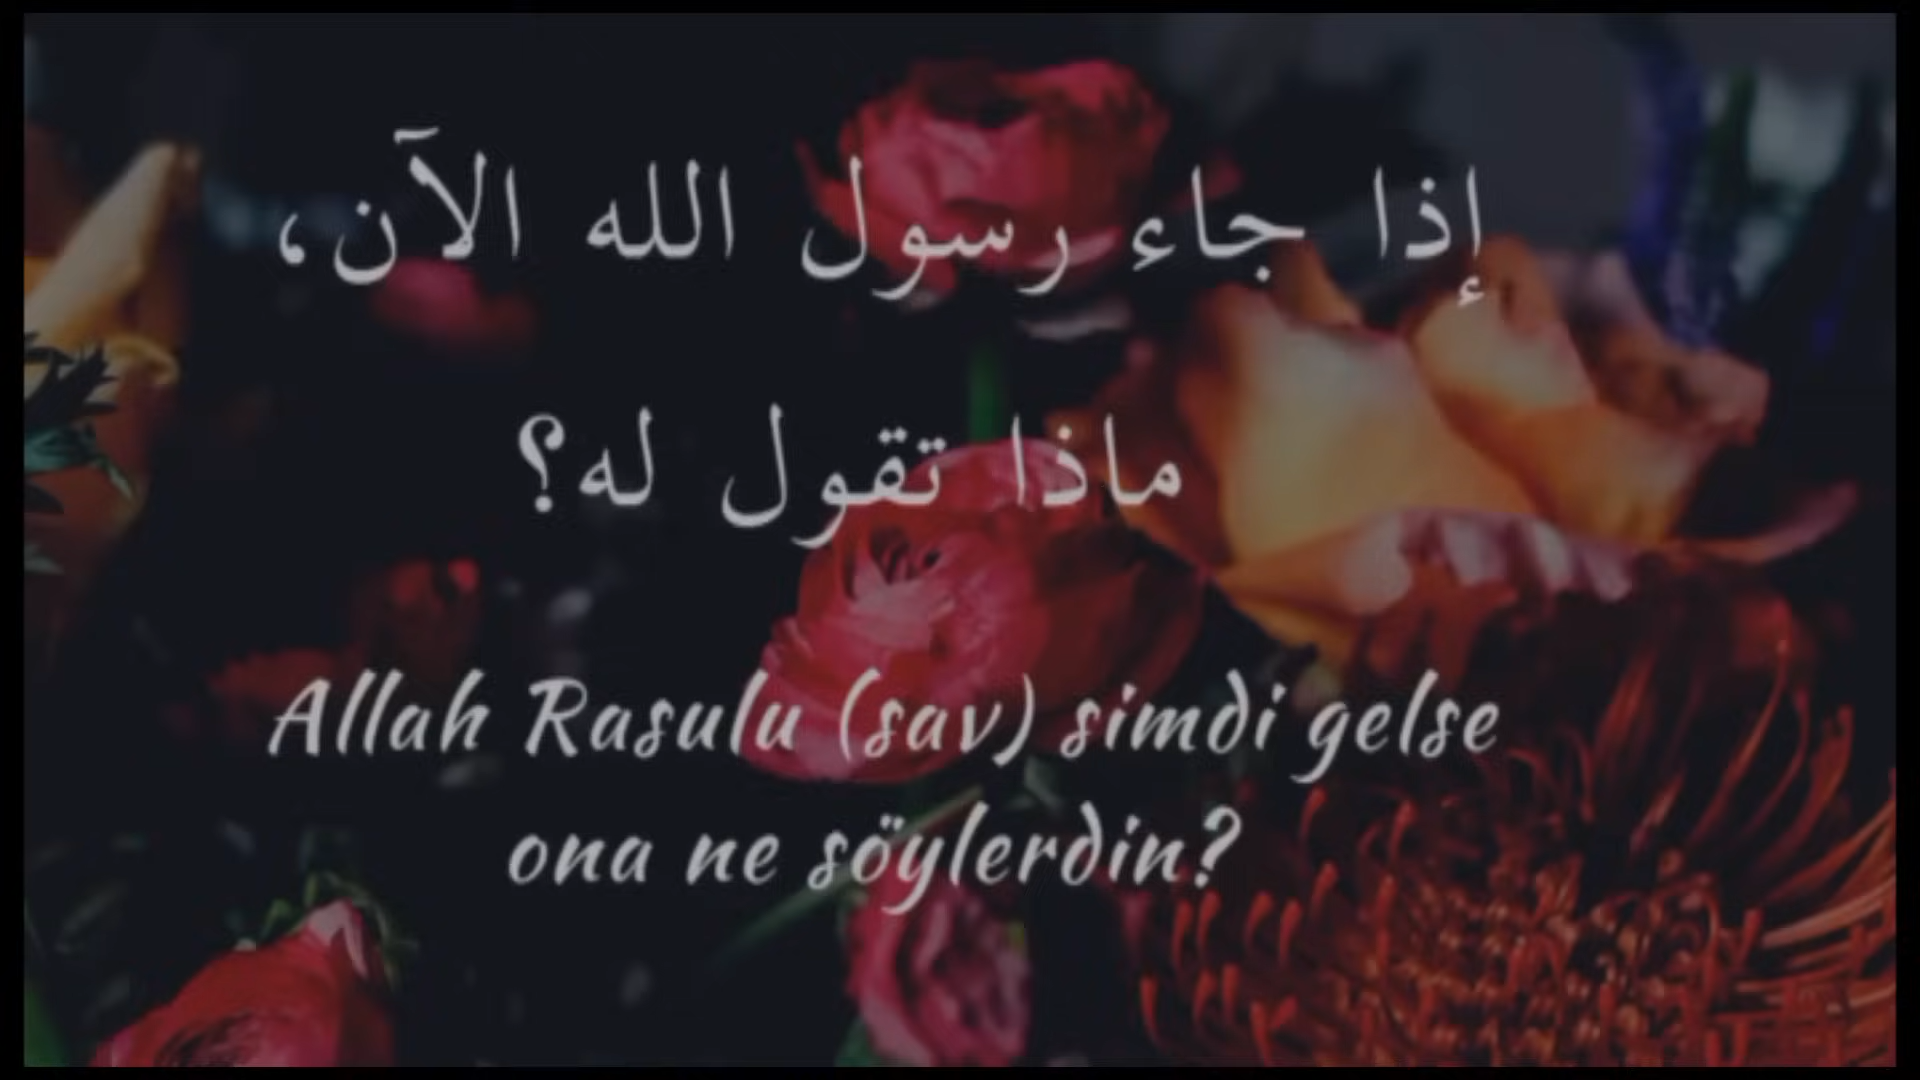 إذا جاء رسول الله الآن،
ماذا تقول له؟
Allah Rasulu (sav) simdi gelse
ona ne söylerdin?